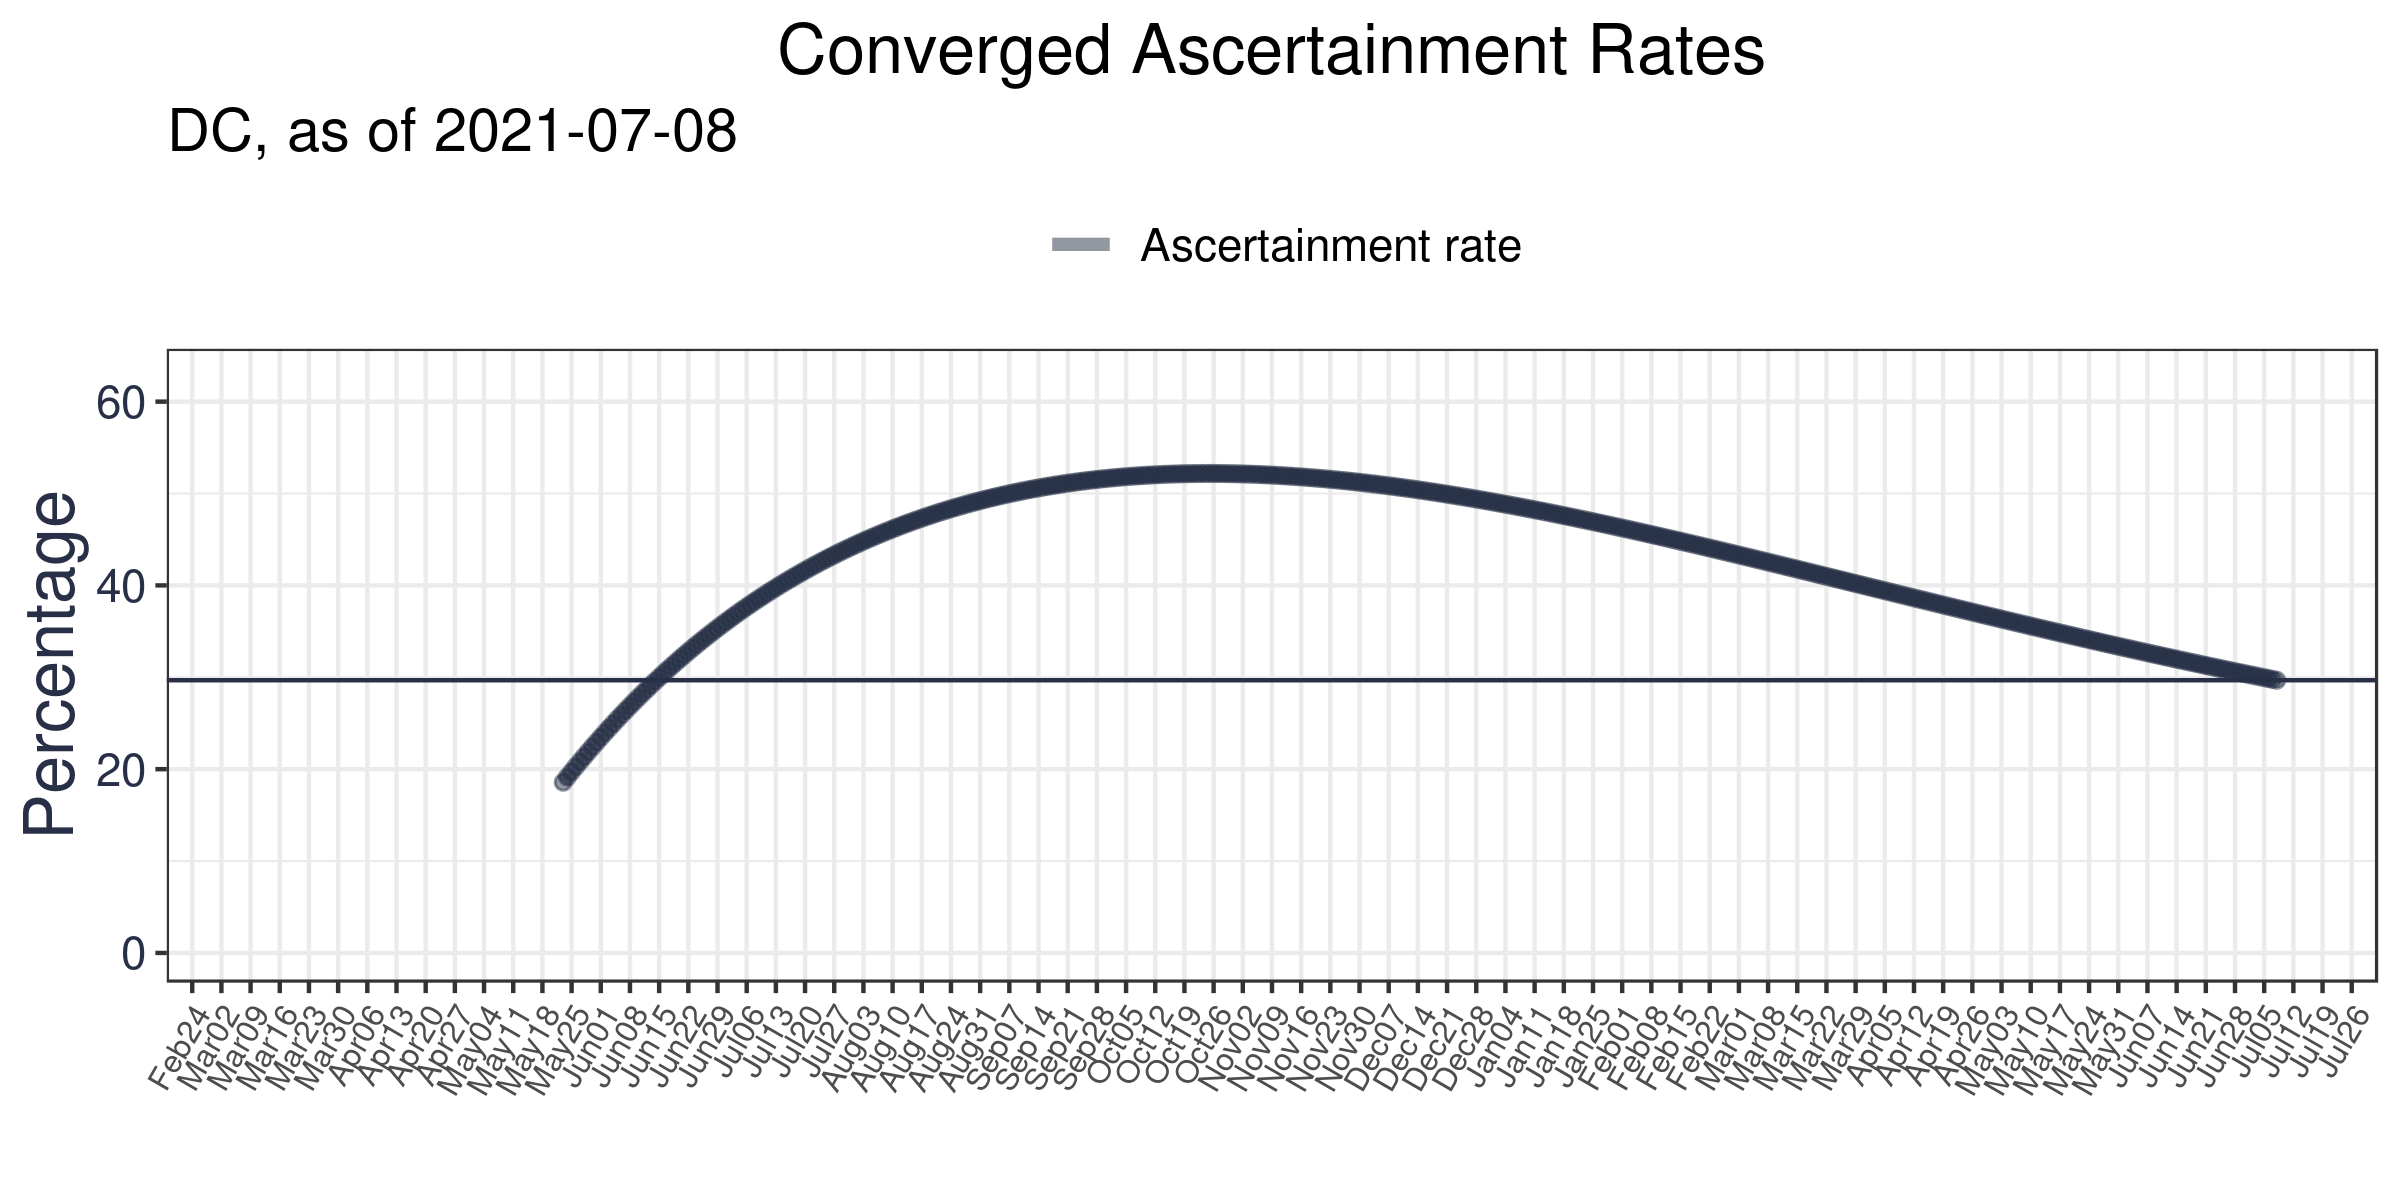 Converged Ascertainment Rates
DC, as of 2021-07-08
Ascertainment rate
Percentage
60
40
20
0
Feb24 Mar02 Mar09 Mar16 Mar23 Mar30 Apr06 Apr13 Apr20 Apr27 May04 May11 May18 May25 Jun01 Jun08 Jun15 Jun22 Jun29 Jul06 Jul13 Jul20 Jul27 Aug03 Aug10 Aug17 Aug24 Aug31 Sep07 Sep14 Sep21 Sep28 Oct05 Oct12 Oct19 Oct26 Nov02 Nov09 Nov16 Nov23 Nov30 Dec07 Dec14 Dec21 Dec28 Jan04 Jan11 Jan18 Jan25 Feb01 Feb08 Feb15 Feb22 Mar01 Mar08 Mar15 Mar22 Mar29 Apr05 Apr12 Apr19 Apr26 May03 May10 May17 May24 May31 Jun07 Jun14 Jun21 Jun28 Jul05 Jul12 Jul19 Jul26